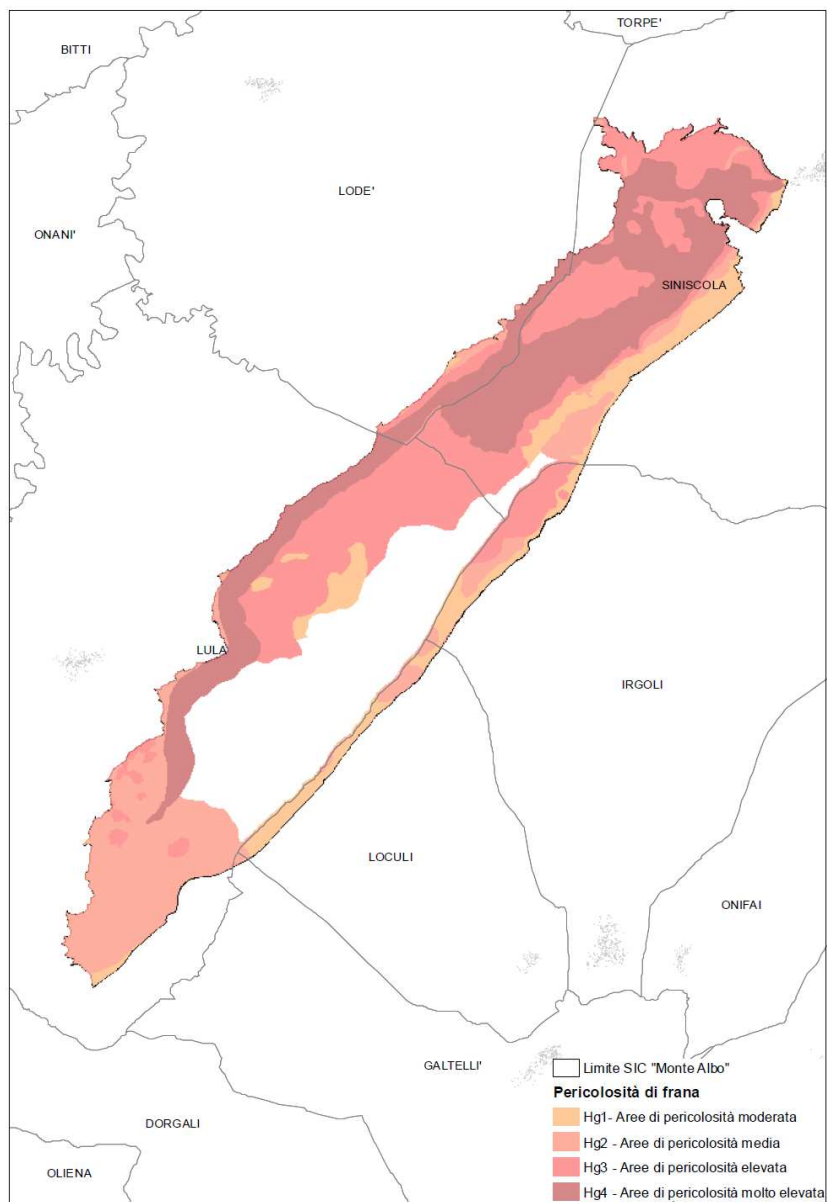 TORPE'
BITTI
LODE'
ONANI'
SINISCOLA
LULA
IRGOLI
LOCULI
ONIFAI
GALTELLI'
DORGALI
OLIENA
Limite SIC "Monte Albo"
Pericolosità di frana
Hg1- Aree di pericolosità moderata
Hg2 - Aree di pericolosità media
Hg3 - Aree di pericolosità elevata
Hg4 - Aree di pericolosità molto elevata